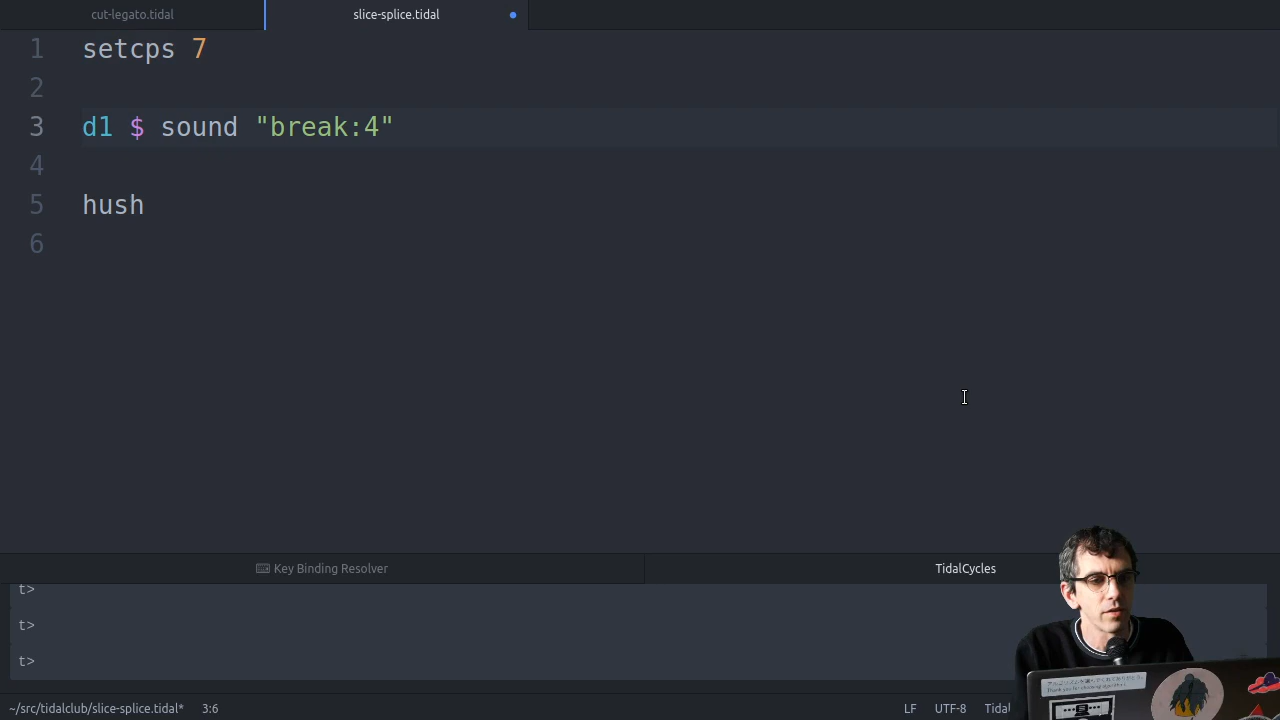 cut-legato.tidal
slice-splice.tidal
1 setcps 7
2
3 d1 $ sound "break:4"
4
5 hush
6
Key Binding Resolver
TidalCycles
t>
t>
t>
~/src/tidalclub/slice-splice.tidal* 3:6
LF UTF-8 Tidal